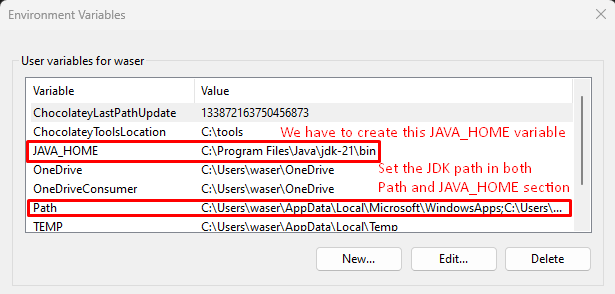 Environment Variables
User variables for waser
Variable Value
ChocolateyLastPathUpdate 133872163750456873
ChocolateyToolsLocation C:\tools We have to create this JAVA_HOME variable
JAVA_HOME C:\Program Files\Java\jdk-21\bin
OneDrive C:\Users\waser\OneDrive Set the JDK path in both
OneDriveConsumer C:\Users\waser\OneDrive Path and JAVA_HOME section
Path C:\Users\waser\AppData\Local\Microsoft\WindowsApps;C:\Users\...
TEMP C:\Users\waser\AppData\Local\Temp
New... Edit... Delete